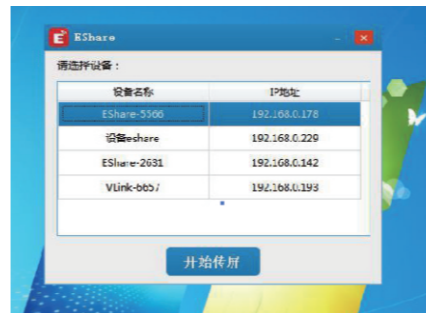 EShare
请选择设备：
设备名称 IP地址
EShare-5566 192.168.0.178
设备eshare 192.168.0.229
EShare-2631 192.168.0.142
VLink-6657 192.168.0.193
开始传屏